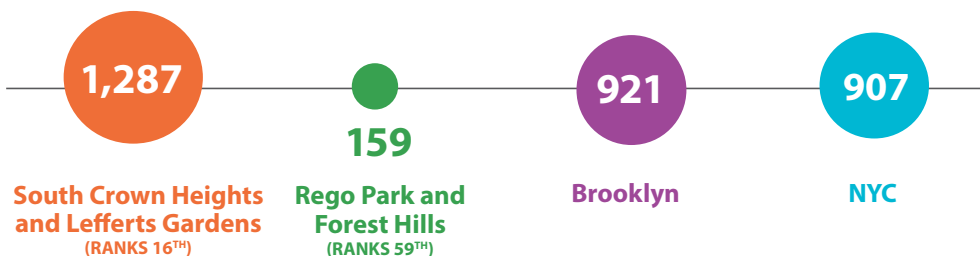 1,287
159
921
907
South Crown Heights
and Lefferts Gardens
(RANKS 16TH)
Rego Park and
Forest Hills
(RANKS 59TH)
Brooklyn
NYC